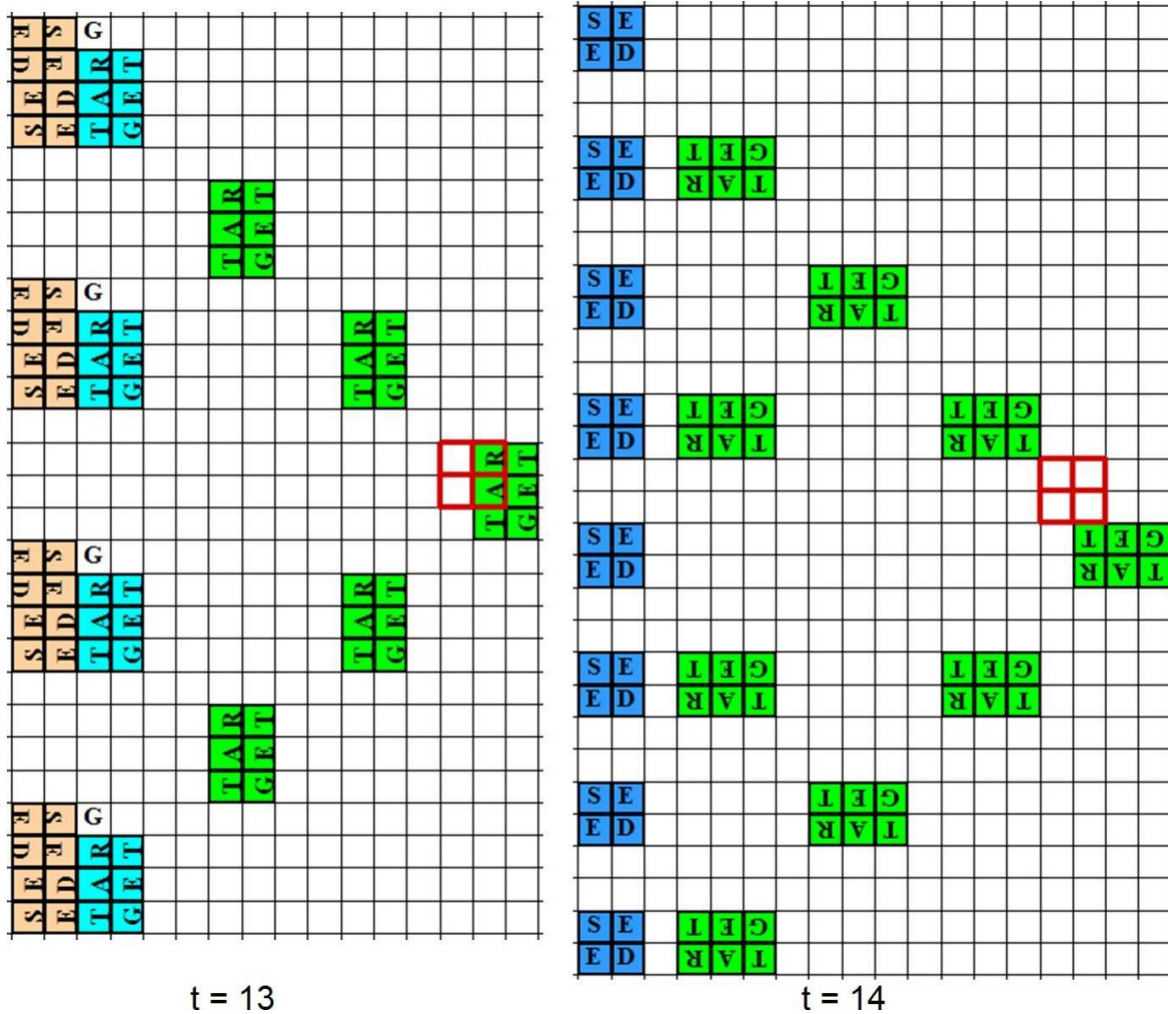 E S G
D E R T
E D A E
S E T G
R T
A E
T G
E S G
D E R T R T
E D A E A E
S E T G T G
R T
A E
T G
E S G
D E R T R T
E D A E A E
S E T G T G
R T
A E
T G
E S G
D E R T
E D A E
S E T G
t = 13
S E
E D
S E T E G
E D R A T
S E T E G
E D R A T
S E T E G T E G
E D R A T R A T
S E T E G
E D R A T
S E T E G T E G
E D R A T R A T
S E T E G
E D R A T
S E T E G
E D R A T
t = 14